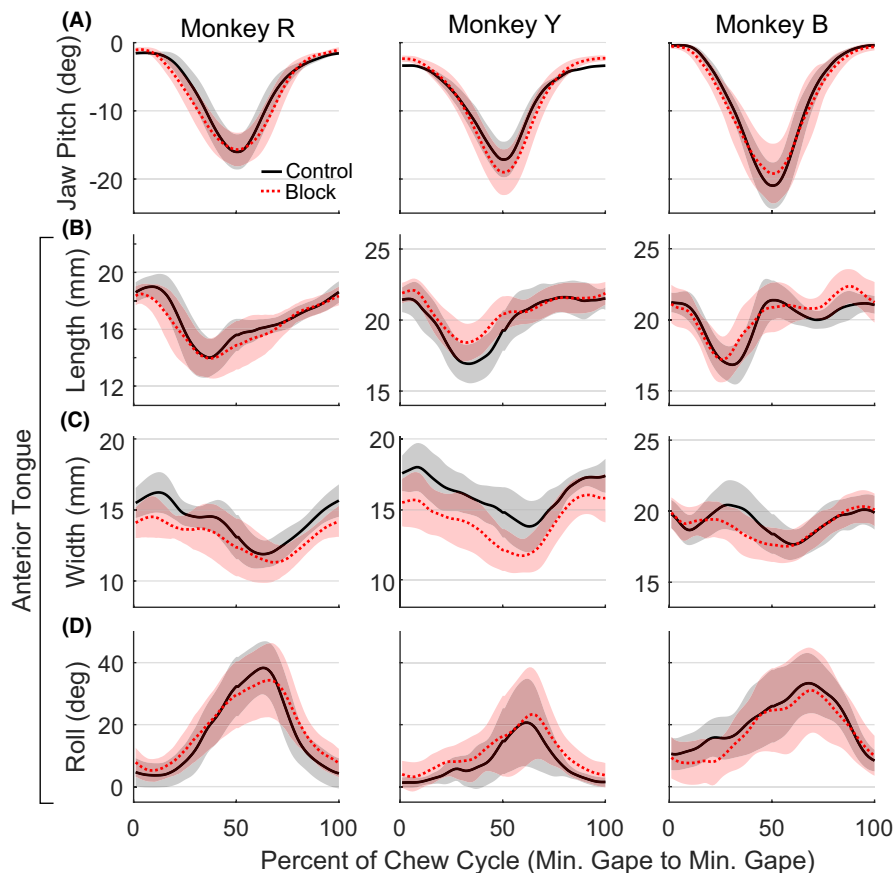 (A) Monkey R Monkey Y Monkey B
Jaw Pitch (deg)
0
-10
-20
Control
Block
(B)
Anterior Tongue
Length (mm)
20
16
12
25
20
15
25
20
15
(C)
Width (mm)
20
15
10
20
15
10
25
20
15
(D)
Roll (deg)
40
20
0
0 50 100 0 50 100 0 50 100
Percent of Chew Cycle (Min. Gape to Min. Gape)